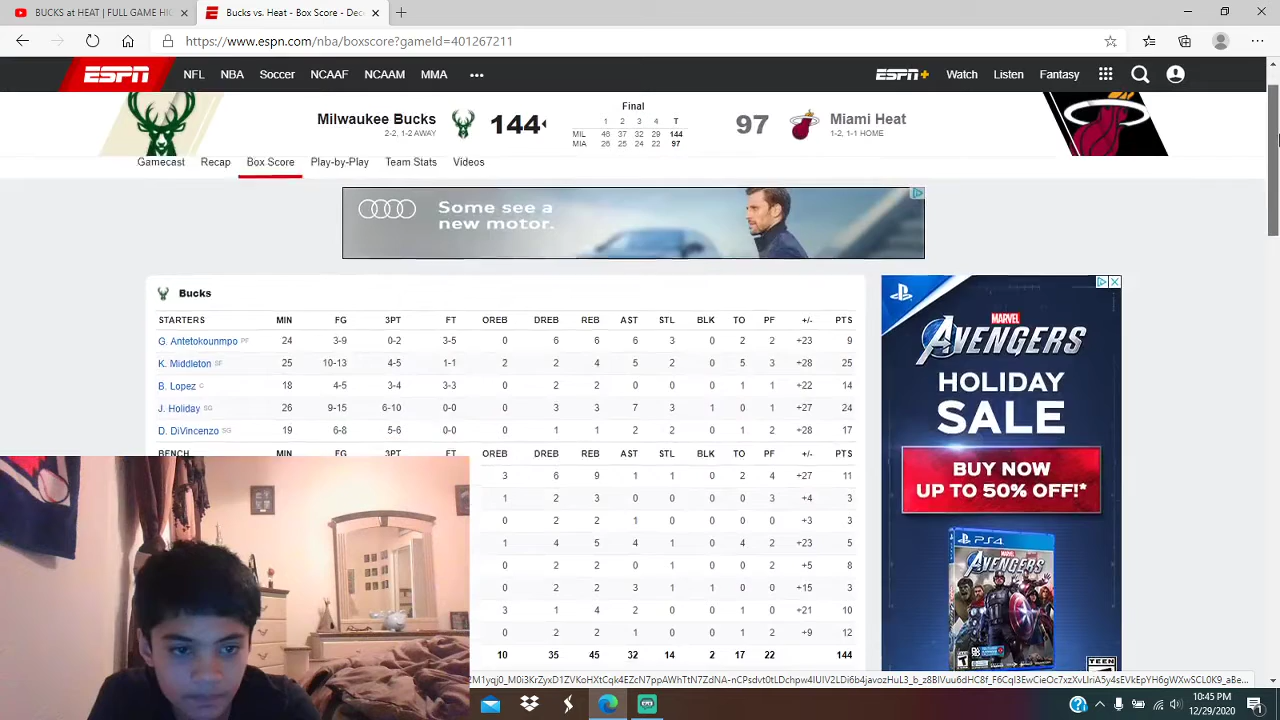 BUCKS at HEAT | FULL GAME HIG
Bucks vs. Heat - Box Score - Dec
https://www.espn.com/nba/boxscore?gameId=401267211
ESPN NFL NBA Soccer NCAAF NCAAM MMA ••• ESPN+ Watch Listen Fantasy
Final
Milwaukee Bucks
2-2, 1-2 AWAY
144
1 2 3 4 T
MIL 46 37 32 29 144
MIA 26 25 24 22 97
97
Miami Heat
1-2, 1-1 HOME
Gamecast Recap Box Score Play-by-Play Team Stats Videos
Some see a
new motor.
Bucks
STARTERS MIN FG 3PT FT OREB DREB REB AST STL BLK TO PF +/- PTS
G. Antetokounmpo PF 24 3-9 0-2 3-5 0 6 6 6 3 0 2 2 +23 9
K. Middleton SF 25 10-13 4-5 1-1 2 2 4 5 2 0 5 3 +28 25
B. Lopez C 18 4-5 3-4 3-3 0 2 2 0 0 0 1 1 +22 14
J. Holiday SG 26 9-15 6-10 0-0 0 3 3 7 3 1 0 1 +27 24
D. DiVincenzo SG 19 6-8 5-6 0-0 0 1 1 2 2 0 1 2 +28 17
BENCH MIN FG 3PT FT OREB DREB REB AST STL BLK TO PF +/- PTS
3 6 9 1 1 0 2 4 +27 11
1 2 3 0 0 0 0 3 +4 3
0 2 2 1 0 0 0 0 +3 3
1 4 5 4 1 0 4 2 +23 5
0 2 2 0 1 0 0 2 +5 8
0 2 2 3 1 1 0 0 +15 3
3 1 4 2 0 0 1 0 +21 10
0 2 2 1 0 0 1 2 +9 12
10 35 45 32 14 2 17 22 144
MARVEL
AVENGERS
HOLIDAY
SALE
BUY NOW
UP TO 50% OFF!*
PS4
MARVEL
AVENGERS
TEEN
10:45 PM
12/29/2020